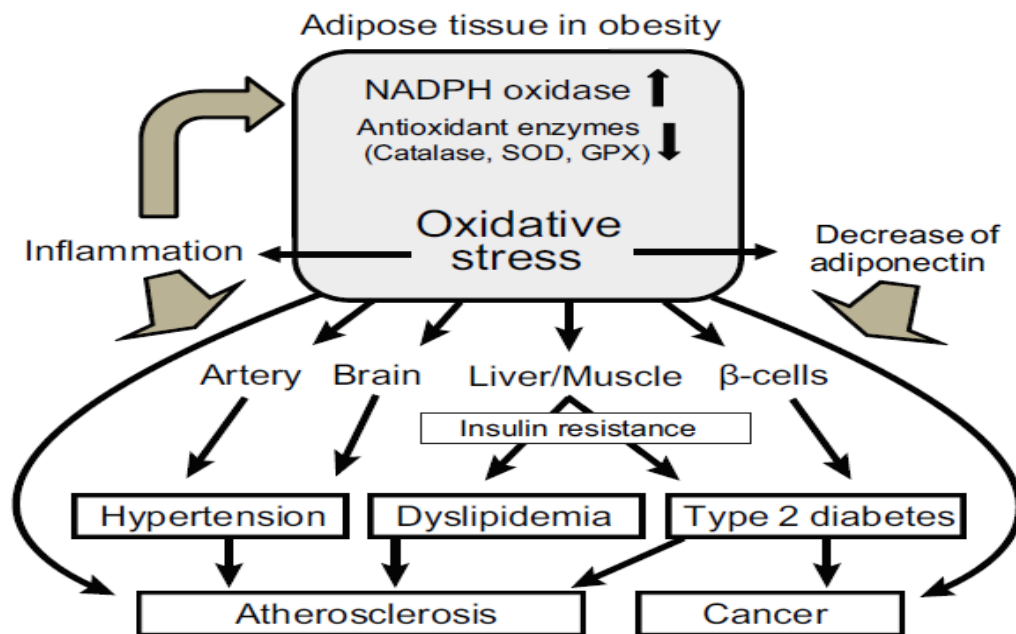 Adipose tissue in obesity
NADPH oxidase
Antioxidant enzymes
(Catalase, SOD, GPX)
Oxidative
stress
Inflammation
Decrease of
adiponectin
Artery
Brain
Liver/Muscle
β-cells
Insulin resistance
Hypertension
Dyslipidemia
Type 2 diabetes
Atherosclerosis
Cancer